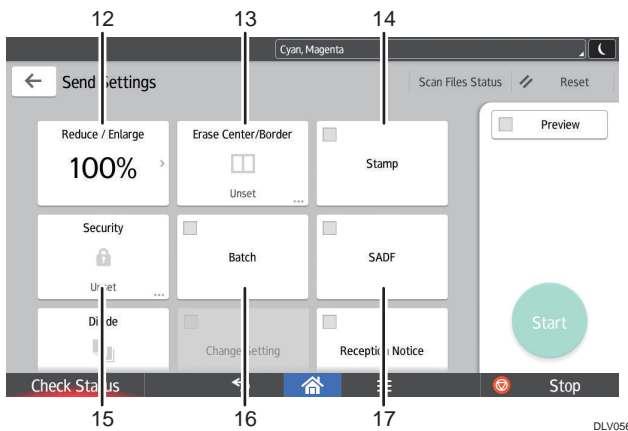 12 13 14
Cyan, Magenta
Send Settings
Scan Files Status
Reset
Reduce / Enlarge
100%
Erase Center/Border
Unset
Stamp
Preview
Security
Unset
Batch
SADF
Start
Divide
Change Setting
Reception Notice
Check Status
Stop
15 16 17
DLV056